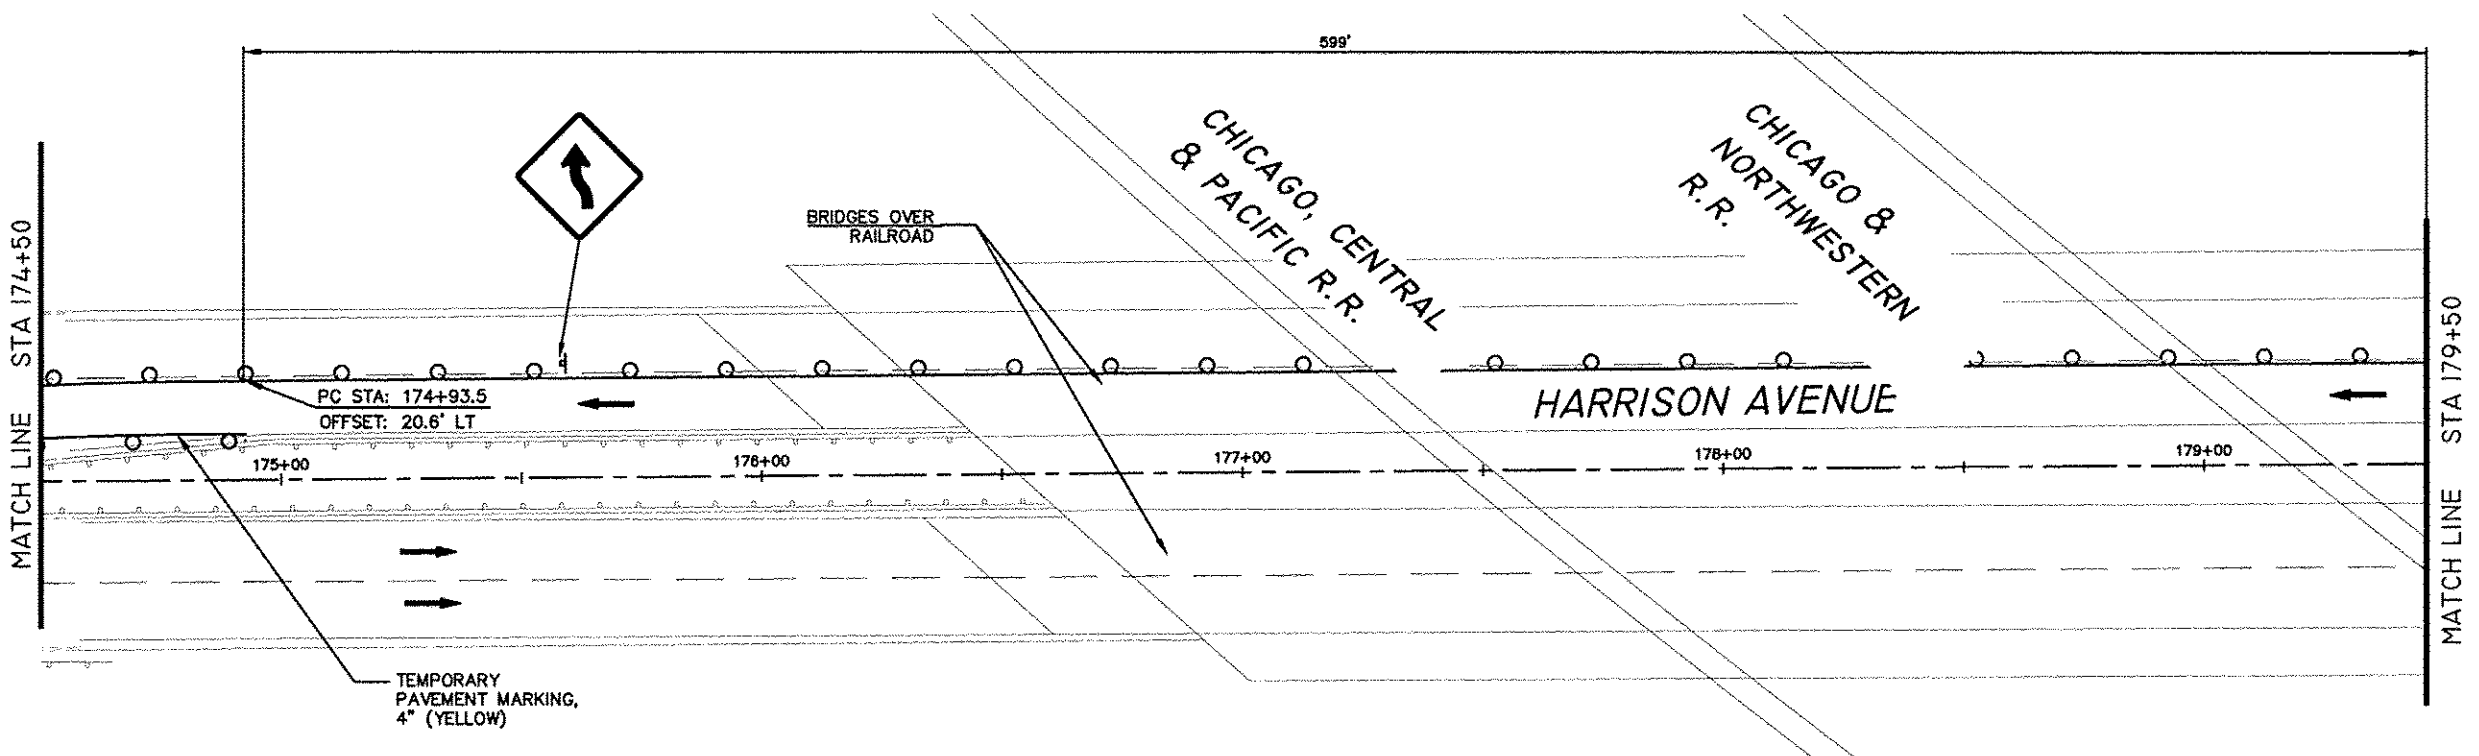 599'
MATCH LINE STA 174+50
BRIDGES OVER
RAILROAD
CHICAGO, CENTRAL
& PACIFIC R.R.
CHICAGO &
NORTHWESTERN
R.R.
PC STA: 174+93.5
OFFSET: 20.6' LT
HARRISON AVENUE
175+00
176+00
177+00
178+00
179+00
TEMPORARY
PAVEMENT MARKING,
4" (YELLOW)
MATCH LINE STA 179+50